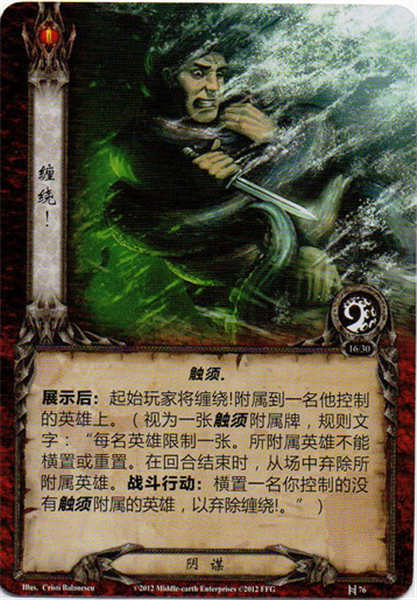 缠绕！
16/30
触须.
展示后：起始玩家将缠绕!附属到一名他控制
的英雄上。（视为一张触须附属牌，规则文
字：“每名英雄限制一张。所附属英雄不能
横置或重置。在回合结束时，从场中弃除所
附属英雄。战斗行动：横置一名你控制的没
有触须附属的英雄，以弃除缠绕!。”）
阴谋
Illus. Cristi Balanescu ©2012 Middle-earth Enterprises ©2012 FFG 76